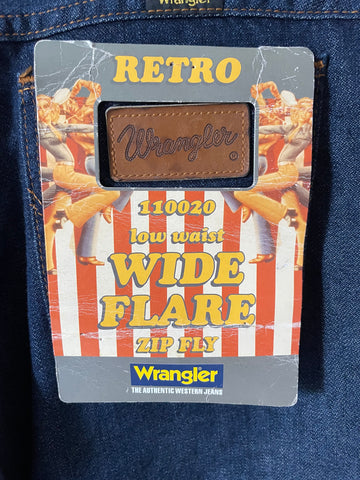 Wrangler
RETRO
Wrangler
®
110020
low waist
WIDE
FLARE
ZIP FLY
Wrangler
THE AUTHENTIC WESTERN JEANS